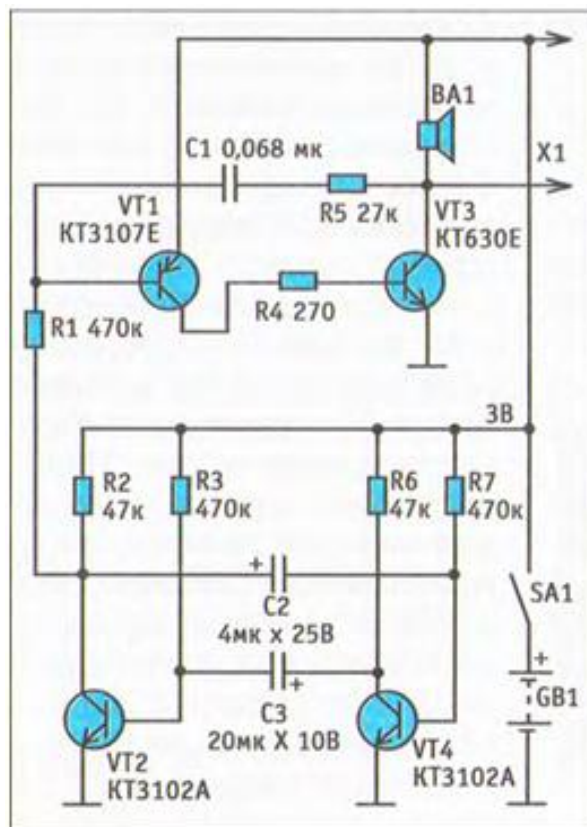 BA1
C1 0,068 мк
X1
R5 27к
VT1
КТ3107Е
VT3
КТ630Е
R4 270
R1 470к
3В
R2
47к
R3
470к
R6
47к
R7
470к
+
C2
4мк х 25В
SA1
+
C3
20мк Х 10В
+
GB1
VT2
КТ3102А
VT4
КТ3102А